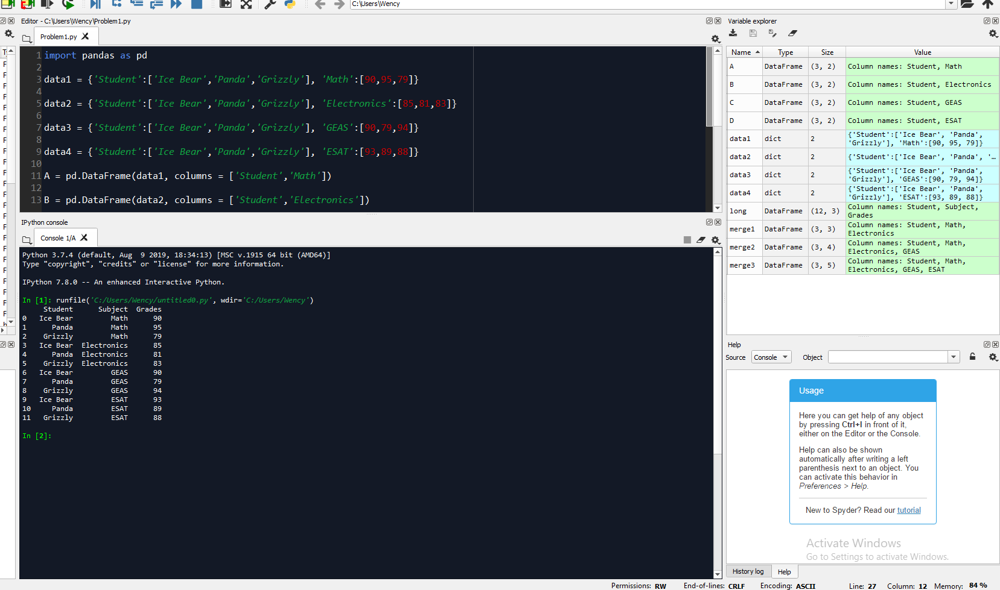 C:\Users\Wency
Editor - C:\Users\Wency\Problem1.py
Problem1.py
1 import pandas as pd
2
3 data1 = {'Student':['Ice Bear','Panda','Grizzly'], 'Math':[90,95,79]}
4
5 data2 = {'Student':['Ice Bear','Panda','Grizzly'], 'Electronics':[85,81,83]}
6
7 data3 = {'Student':['Ice Bear','Panda','Grizzly'], 'GEAS':[90,79,94]}
8
9 data4 = {'Student':['Ice Bear','Panda','Grizzly'], 'ESAT':[93,89,88]}
10
11 A = pd.DataFrame(data1, columns = ['Student','Math'])
12
13 B = pd.DataFrame(data2, columns = ['Student','Electronics'])
IPython console
Console 1/A
Python 3.7.4 (default, Aug  9 2019, 18:34:13) [MSC v.1915 64 bit (AMD64)]
Type "copyright", "credits" or "license" for more information.
IPython 7.8.0 -- An enhanced Interactive Python.
In [1]: runfile('C:/Users/Wency/untitled0.py', wdir='C:/Users/Wency')
Student Subject Grades
0 Ice Bear Math 90
1 Panda Math 95
2 Grizzly Math 79
3 Ice Bear Electronics 85
4 Panda Electronics 81
5 Grizzly Electronics 83
6 Ice Bear GEAS 90
7 Panda GEAS 79
8 Grizzly GEAS 94
9 Ice Bear ESAT 93
10 Panda ESAT 89
11 Grizzly ESAT 88
In [2]:
Variable explorer
Name Type Size Value
A DataFrame (3, 2) Column names: Student, Math
B DataFrame (3, 2) Column names: Student, Electronics
C DataFrame (3, 2) Column names: Student, GEAS
D DataFrame (3, 2) Column names: Student, ESAT
data1 dict 2 {'Student':['Ice Bear', 'Panda',
'Grizzly'], 'Math':[90, 95, 79]}
data2 dict 2 {'Student':['Ice Bear', 'Panda', '...
data3 dict 2 {'Student':['Ice Bear', 'Panda',
'Grizzly'], 'GEAS':[90, 79, 94]}
data4 dict 2 {'Student':['Ice Bear', 'Panda',
'Grizzly'], 'ESAT':[93, 89, 88]}
long DataFrame (12, 3) Column names: Student, Subject,
Grades
merge1 DataFrame (3, 3) Column names: Student, Math,
Electronics
merge2 DataFrame (3, 4) Column names: Student, Math,
Electronics, GEAS
merge3 DataFrame (3, 5) Column names: Student, Math,
Electronics, GEAS, ESAT
Help
Source Console Object
Usage
Here you can get help of any object
by pressing Ctrl+I in front of it,
either on the Editor or the Console.
Help can also be shown
automatically after writing a left
parenthesis next to an object. You
can activate this behavior in
Preferences > Help.
New to Spyder? Read our tutorial
Activate Windows
Go to Settings to activate Windows.
History log Help
Permissions: RW End-of-lines: CRLF Encoding: ASCII Line: 27 Column: 12 Memory: 84 %